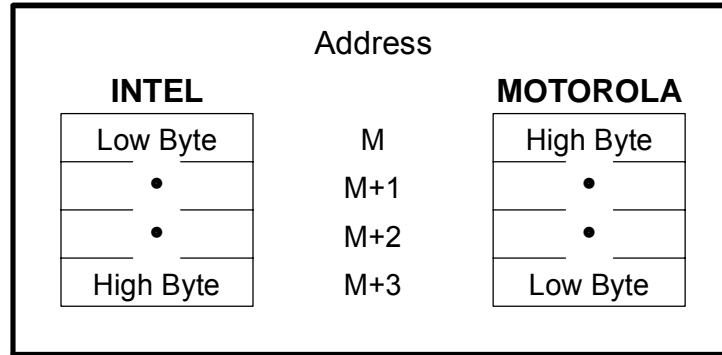 Address
INTEL MOTOROLA
Low Byte M High Byte
• M+1 •
• M+2 •
High Byte M+3 Low Byte